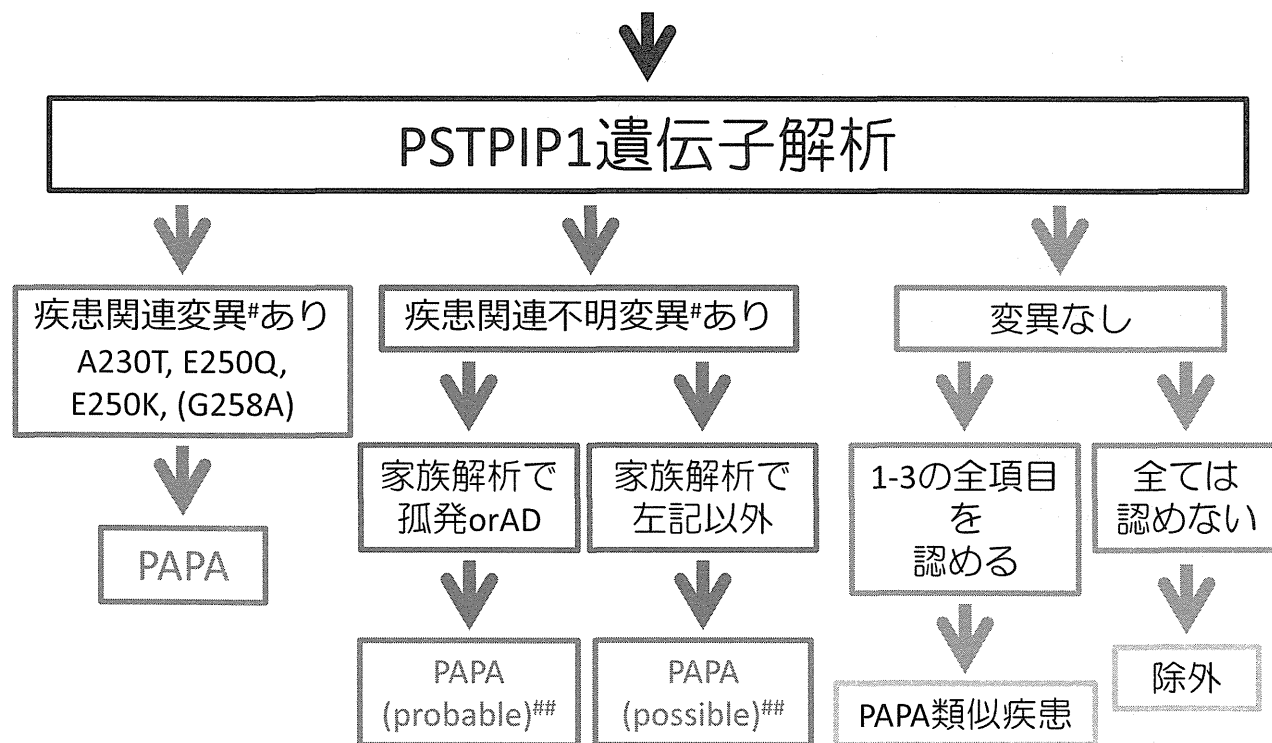 PSTPIP1遺伝子解析
疾患関連変異#あり
A230T, E250Q,
E250K, (G258A)
疾患関連不明変異#あり
変異なし
家族解析で
孤発orAD
家族解析で
左記以外
1-3の全項目
を
認める
全ては
認めない
PAPA
PAPA
(probable)##
PAPA
(possible)##
PAPA類似疾患
除外